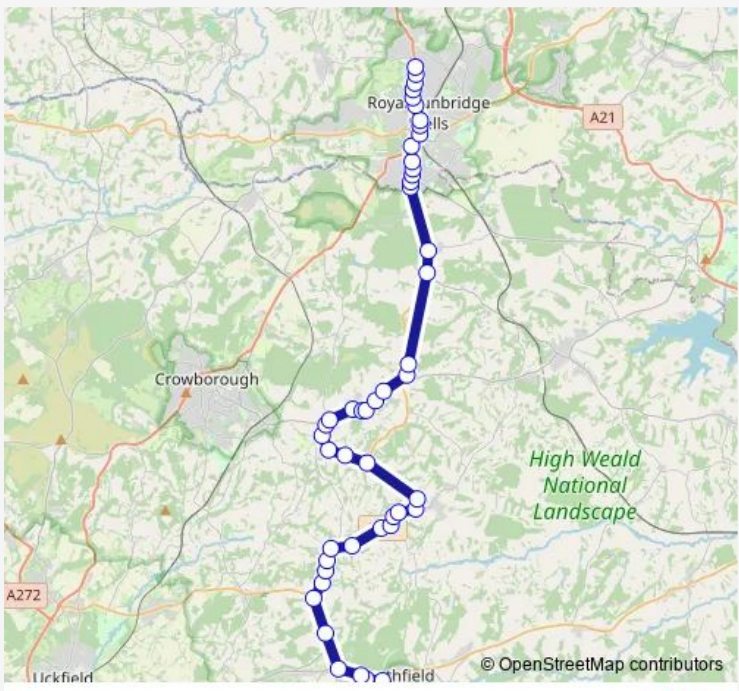 Royal Tunbridge
Wells
A21
Crowborough
High Weald
National
Landscape
A272
Uckfield
© OpenStreetMap contributors